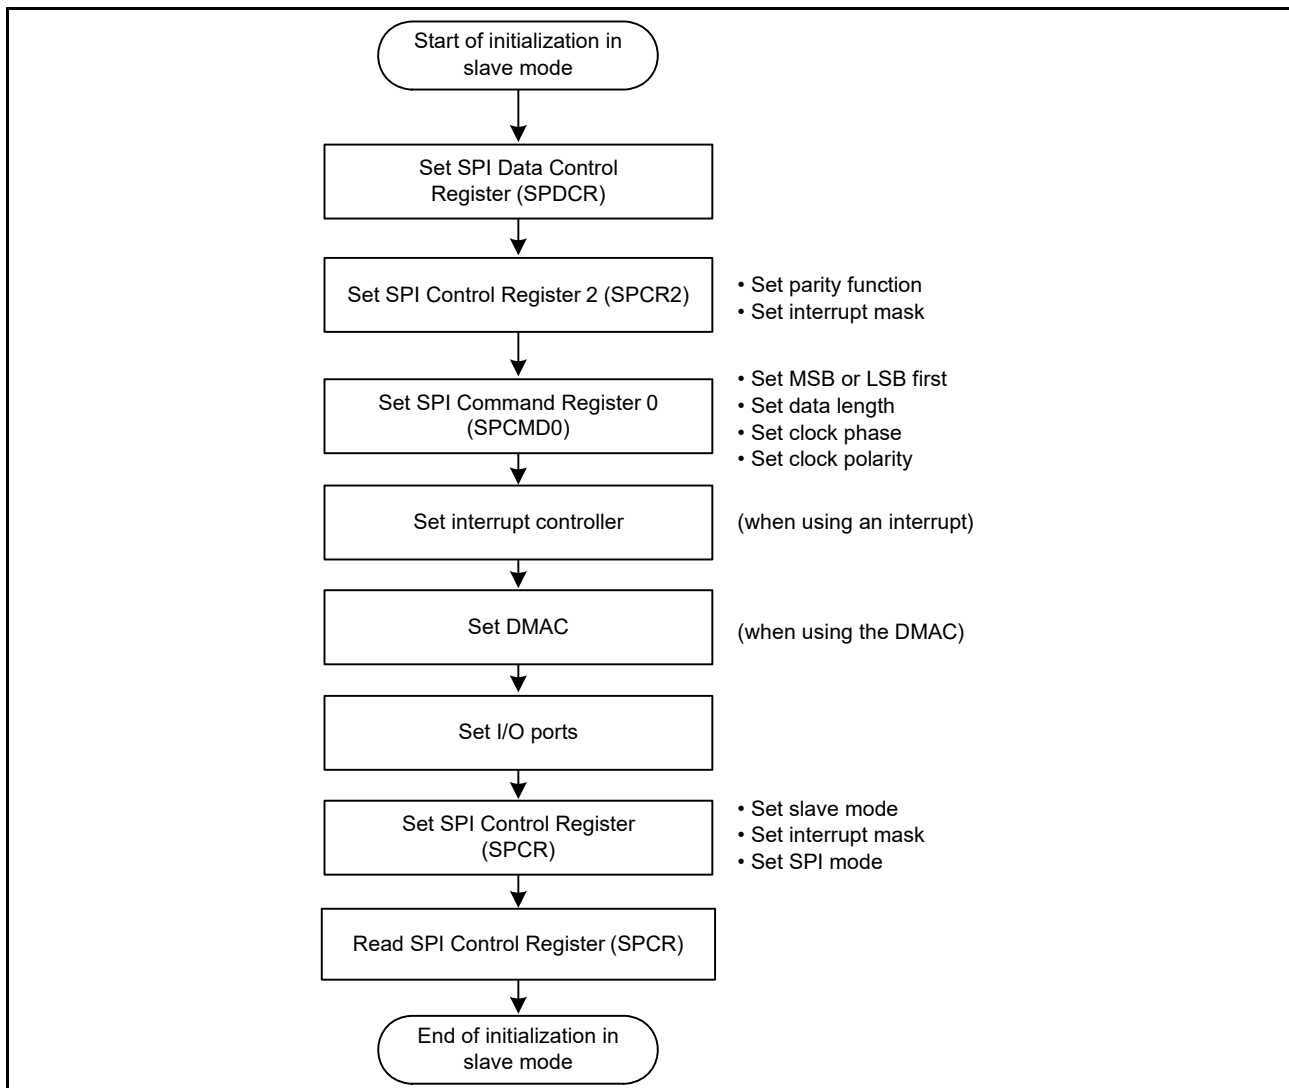 Start of initialization in
slave mode
Set SPI Data Control
Register (SPDCR)
Set SPI Control Register 2 (SPCR2)
• Set parity function
• Set interrupt mask
Set SPI Command Register 0
(SPCMD0)
• Set MSB or LSB first
• Set data length
• Set clock phase
• Set clock polarity
Set interrupt controller
(when using an interrupt)
Set DMAC
(when using the DMAC)
Set I/O ports
Set SPI Control Register
(SPCR)
• Set slave mode
• Set interrupt mask
• Set SPI mode
Read SPI Control Register (SPCR)
End of initialization in
slave mode